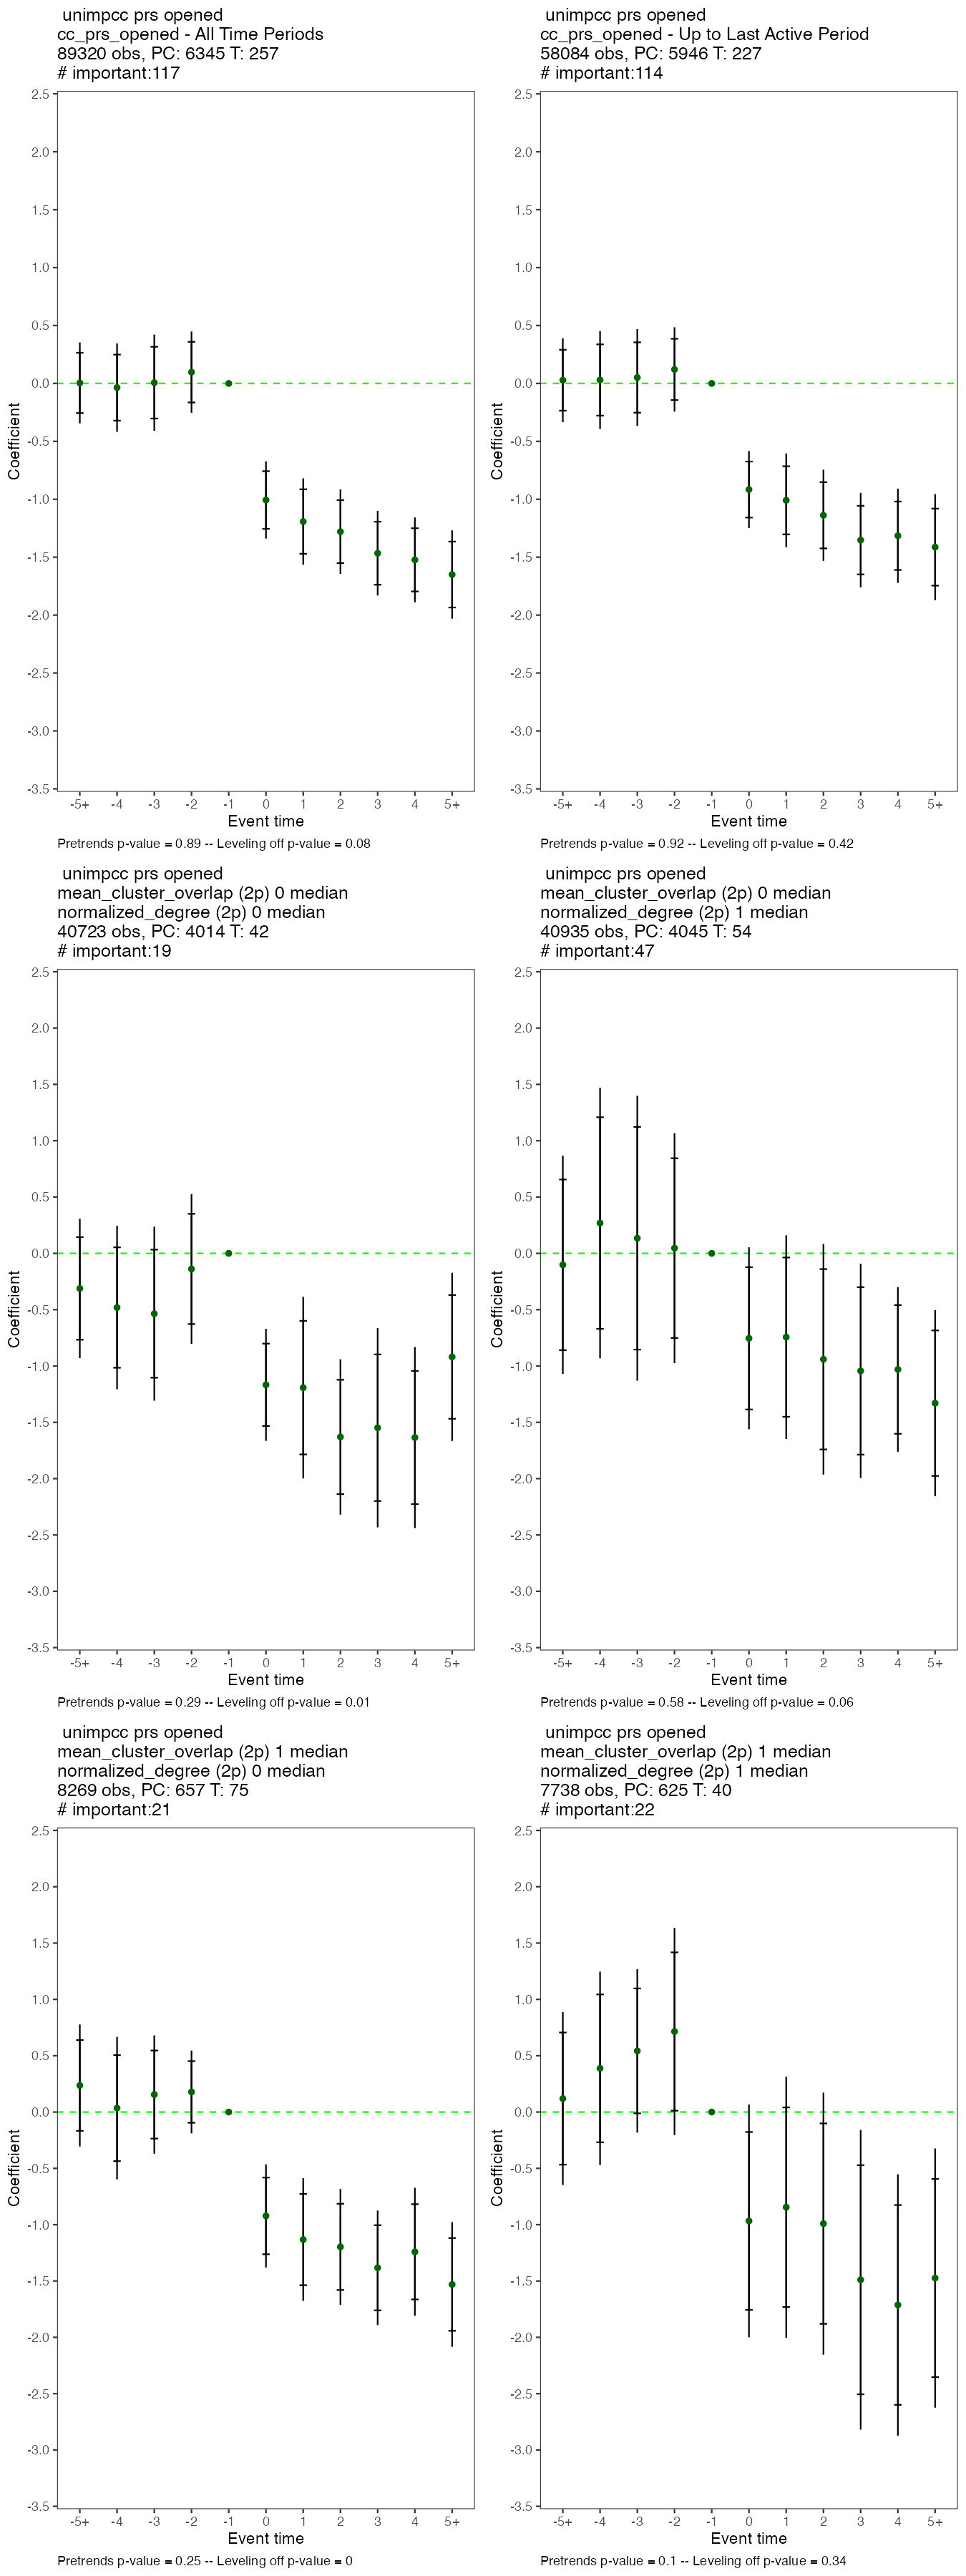 unimpcc prs opened
cc_prs_opened - All Time Periods
89320 obs, PC: 6345 T: 257
# important:117
2.5
2.0
1.5
1.0
0.5
0.0
-0.5
-1.0
-1.5
-2.0
-2.5
-3.0
-3.5
Coefficient
-5+ -4 -3 -2 -1 0 1 2 3 4 5+
Event time
Pretrends p-value = 0.89 -- Leveling off p-value = 0.08
unimpcc prs opened
cc_prs_opened - Up to Last Active Period
58084 obs, PC: 5946 T: 227
# important:114
2.5
2.0
1.5
1.0
0.5
0.0
-0.5
-1.0
-1.5
-2.0
-2.5
-3.0
-3.5
Coefficient
-5+ -4 -3 -2 -1 0 1 2 3 4 5+
Event time
Pretrends p-value = 0.92 -- Leveling off p-value = 0.42
unimpcc prs opened
mean_cluster_overlap (2p) 0 median
normalized_degree (2p) 0 median
40723 obs, PC: 4014 T: 42
# important:19
2.5
2.0
1.5
1.0
0.5
0.0
-0.5
-1.0
-1.5
-2.0
-2.5
-3.0
-3.5
Coefficient
-5+ -4 -3 -2 -1 0 1 2 3 4 5+
Event time
Pretrends p-value = 0.29 -- Leveling off p-value = 0.01
unimpcc prs opened
mean_cluster_overlap (2p) 0 median
normalized_degree (2p) 1 median
40935 obs, PC: 4045 T: 54
# important:47
2.5
2.0
1.5
1.0
0.5
0.0
-0.5
-1.0
-1.5
-2.0
-2.5
-3.0
-3.5
Coefficient
-5+ -4 -3 -2 -1 0 1 2 3 4 5+
Event time
Pretrends p-value = 0.58 -- Leveling off p-value = 0.06
unimpcc prs opened
mean_cluster_overlap (2p) 1 median
normalized_degree (2p) 0 median
8269 obs, PC: 657 T: 75
# important:21
2.5
2.0
1.5
1.0
0.5
0.0
-0.5
-1.0
-1.5
-2.0
-2.5
-3.0
-3.5
Coefficient
-5+ -4 -3 -2 -1 0 1 2 3 4 5+
Event time
Pretrends p-value = 0.25 -- Leveling off p-value = 0
unimpcc prs opened
mean_cluster_overlap (2p) 1 median
normalized_degree (2p) 1 median
7738 obs, PC: 625 T: 40
# important:22
2.5
2.0
1.5
1.0
0.5
0.0
-0.5
-1.0
-1.5
-2.0
-2.5
-3.0
-3.5
Coefficient
-5+ -4 -3 -2 -1 0 1 2 3 4 5+
Event time
Pretrends p-value = 0.1 -- Leveling off p-value = 0.34